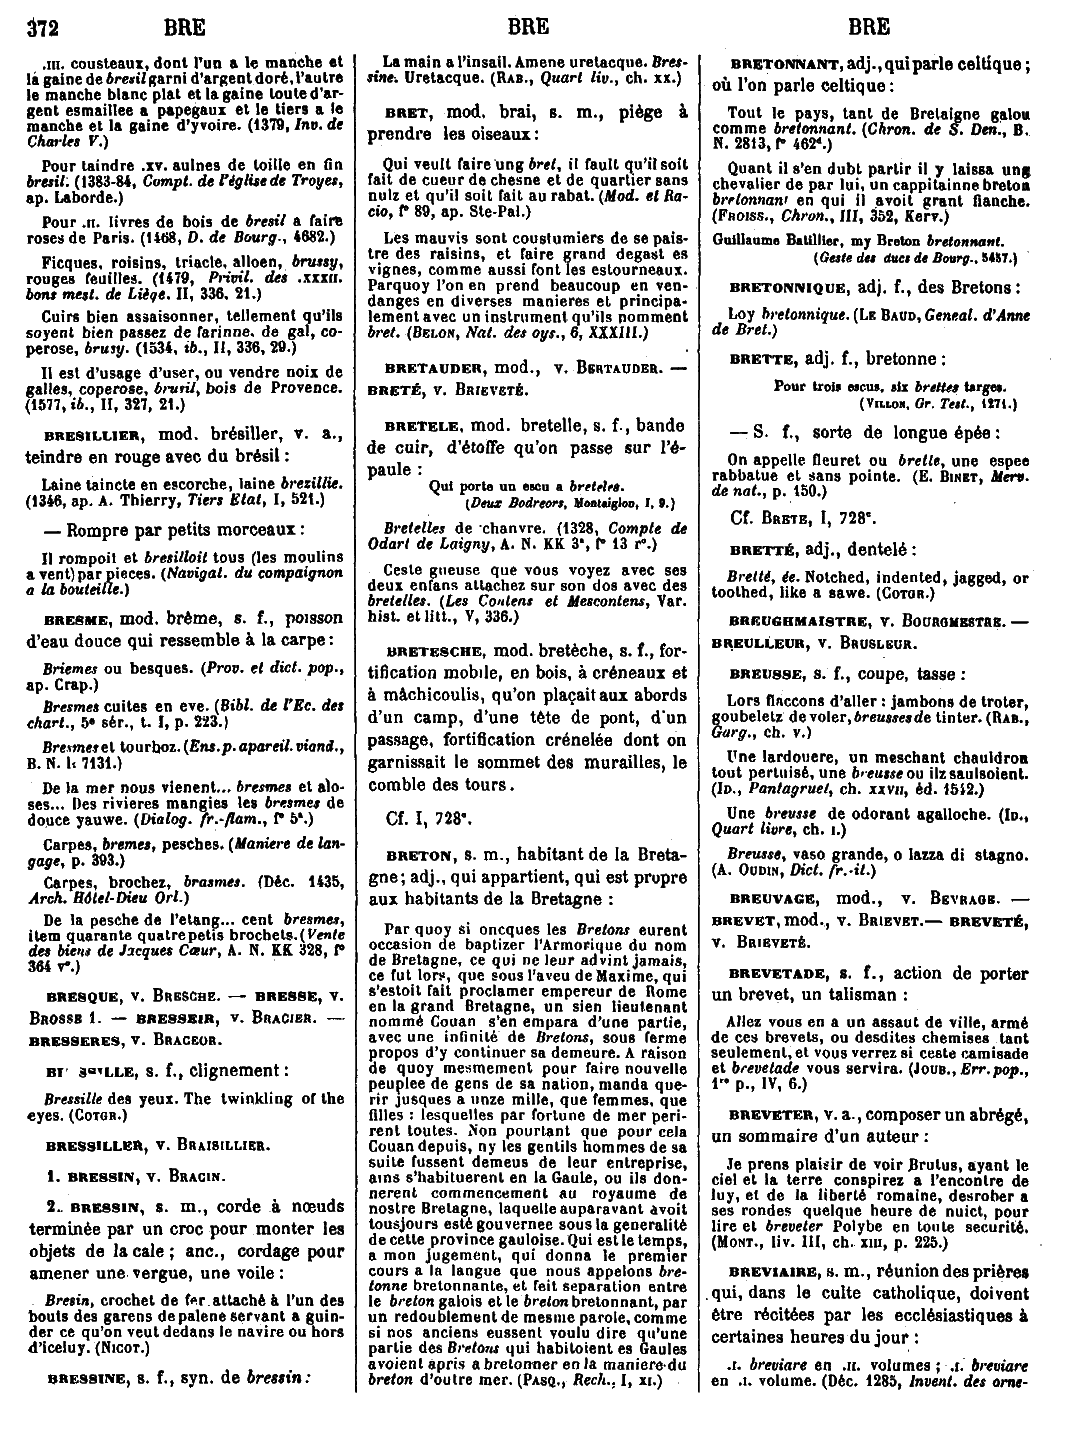 372 BRE BRE BRE
.III. cousteaux, dont l'un a le manche et
la gaine de bresil garni d'argent doré, l'autre
le manche blanc plat et la gaine toute d'ar-
gent esmaillee a papegaux et le tiers a le
manche et la gaine d'yvoire. (1379, Inv. de
Charles V.)
Pour taindre .xv. aulnes de toille en fin
bresil. (1383-84, Compt. de l'église de Troyes,
ap. Laborde.)
Pour .II. livres de bois de bresil a faire
roses de Paris. (1468, D. de Bourg., 4682.)
Ficques, roisins, triacle, alloen, brussy,
rouges feuilles. (1479, Privil. des .XXXII.
bons mest. de Liège. II, 336, 21.)
Cuirs bien assaisonner, tellement qu'ils
soyent bien passez de farinne, de gal, co-
perose, brusy. (1534, ib., II, 336, 29.)
Il est d'usage d'user, ou vendre noix de
galles, coperose, brusil, bois de Provence.
(1577, ib., II, 327, 21.)
BRESILLIER, mod. brésiller, v. a.,
teindre en rouge avec du brésil :
Laine taincte en escorche, laine brezillie.
(1346, ap. A. Thierry, Tiers Etat, I, 521.)
— Rompre par petits morceaux :
Il rompoit et bresilloit tous (les moulins
a vent) par pieces. (Navigat. du compaignon
a la bouteille.)
BRESME, mod. brême, s. f., poisson
d'eau douce qui ressemble à la carpe :
Briemes ou besques. (Prov. et dict. pop.,
ap. Crap.)
Bresmes cuites en eve. (Bibl. de l'Ec. des
chart., 5e sér., t. I, p. 223.)
Bresmes et tourboz. (Ens. p. apareil. viand.,
B. N. l. 7131.)
De la mer nous vienent... bresmes et alo-
ses... Des rivieres mangies les bresmes de
douce yauwe. (Dialog. fr.-flam., f° 5a.)
Carpes, bremes, pesches. (Maniere de lan-
gage, p. 393.)
Carpes, brochez, brasmes. (Déc. 1435,
Arch. Hôtel-Dieu Orl.)
De la pesche de l'etang... cent bresmes,
item quarante quatre petis brochets. (Vente
des biens de Jacques Cœur, A. N. KK 328, f°
364 v°.)
BRESQUE, v. BRESCHE. — BRESSE, v.
BROSSE 1. — BRESSEIR, v. BRACIER. —
BRESSERES, v. BRACEOR.
LLE, s. f., clignement :
Bressille des yeux. The twinkling of the
eyes. (COTGR.)
BRESSILLER, v. BRAISILLIER.
1. BRESSIN, v. BRACIN.
2. BRESSIN, s. m., corde à nœuds
terminée par un croc pour monter les
objets de la cale ; anc., cordage pour
amener une vergue, une voile :
Bresin, crochet de fer attaché à l'un des
bouts des garens de palene servant a guin-
der ce qu'on veut dedans le navire ou hors
d'iceluy. (NICOT.)
BRESSINE, s. f., syn. de bressin :
La main a l'insail. Amene uretacque. Bres-
sine. Uretacque. (RAB., Quart liv., ch. XX.)
BRET, mod. brai, s. m., piège à
prendre les oiseaux :
Qui veult faire ung bret, il fault qu'il soit
fait de cueur de chesne et de quartier sans
nulz et qu'il soit fait au rabat. (Mod. et Ra-
cio, f° 89, ap. Ste-Pal.)
Les mauvis sont coustumiers de se pais-
tre des raisins, et faire grand degast es
vignes, comme aussi font les estourneaux.
Parquoy l'on en prend beaucoup en ven-
danges en diverses manieres et principa-
lement avec un instrument qu'ils nomment
bret. (BELON, Nat. des oys., 6, XXXIII.)
BRETAUDER, mod., v. BERTAUDER. —
BRETÉ, v. BRIEVETÉ.
BRETELE, mod. bretelle, s. f., bande
de cuir, d'étoffe qu'on passe sur l'é-
paule :
Qui porte un escu a breteles.
(Deux Bodreors, Montaiglon, I, 9.)
Bretelles de chanvre. (1328, Compte de
Odart de Laigny, A. N. KK 3a, f° 13 r°.)
Ceste gueuse que vous voyez avec ses
deux enfans attachez sur son dos avec des
bretelles. (Les Contens et Mescontens, Var.
hist. et litt., V, 336.)
BRETESCHE, mod. bretèche, s. f., for-
tification mobile, en bois, à créneaux et
à mâchicoulis, qu'on plaçait aux abords
d'un camp, d'une tête de pont, d'un
passage, fortification crénelée dont on
garnissait le sommet des murailles, le
comble des tours.
Cf. I, 728a.
BRETON, s. m., habitant de la Breta-
gne ; adj., qui appartient, qui est propre
aux habitants de la Bretagne :
Par quoy si oncques les Bretons eurent
occasion de baptizer l'Armorique du nom
de Bretagne, ce qui ne leur advint jamais,
ce fut lors, que sous l'aveu de Maxime, qui
s'estoit fait proclamer empereur de Rome
en la grand Bretagne, un sien lieutenant
nommé Couan s'en empara d'une partie,
avec une infinité de Bretons, sous ferme
propos d'y continuer sa demeure. A raison
de quoy mesmement pour faire nouvelle
peuplee de gens de sa nation, manda que-
rir jusques a unze mille, que femmes, que
filles : lesquelles par fortune de mer peri-
rent toutes. Non pourtant que pour cela
Couan depuis, ny les gentils hommes de sa
suite fussent demeus de leur entreprise,
ains s'habituerent en la Gaule, ou ils don-
nerent commencement au royaume de
nostre Bretagne, laquelle auparavant avoit
tousjours esté gouvernee sous la generalité
de cette province gauloise. Qui est le temps,
a mon jugement, qui donna le premier
cours a la langue que nous appelons bre-
tonne bretonnante, et feit separation entre
le breton galois et le breton bretonnant, par
un redoublement de mesme parole, comme
si nos anciens eussent voulu dire qu'une
partie des Bretons qui habitoient es Gaules
avoient apris a bretonner en la maniere du
breton d'outre mer. (PASQ., Rech., I, XI.)
BRETONNANT, adj., qui parle celtique ;
où l'on parle celtique :
Tout le pays, tant de Bretaigne galou
comme bretonnant. (Chron. de S. Den., B.
N. 2813, f° 462d.)
Quant il s'en dubt partir il y laissa ung
chevalier de par lui, un cappitainne breton
bretonnant en qui il avoit grant fianche.
(FROISS., Chron., III, 352, Kerv.)
Guillaume Batillier, my Breton bretonnant.
(Geste des ducs de Bourg., 5457.)
BRETONNIQUE, adj. f., des Bretons :
Loy bretonnique. (LE BAUD, Geneal. d'Anne
de Bret.)
BRETTE, adj. f., bretonne :
Pour trois escus, six brettes targes.
(VILLON, Gr. Test., 1271.)
— S. f., sorte de longue épée :
On appelle fleuret ou brette, une espee
rabbatue et sans pointe. (E. BINET, Merv.
de nat., p. 150.)
Cf. BRETE, I, 728a.
BRETTÉ, adj., dentelé :
Bretté, ée. Notched, indented, jagged, or
toothed, like a sawe. (COTGR.)
BREUGHMAISTRE, v. BOURGMESTRE. —
BREULLEUR, v. BRUSLEUR.
BREUSSE, s. f., coupe, tasse :
Lors flaccons d'aller : jambons de troter,
goubeletz de voler, breusses de tinter. (RAB.,
Garg., ch. V.)
Une lardouere, un meschant chauldron
tout pertuisé, une breusse ou ilz saulsoient.
(ID., Pantagruel, ch. XXVII, éd. 1542.)
Une breusse de odorant agalloche. (ID.,
Quart livre, ch. I.)
Breusse, vaso grande, o tazza di stagno.
(A. OUDIN, Dict. fr.-it.)
BREUVAGE, mod., v. BEVRAGE. —
BREVET, mod., v. BRIEVET. — BREVETÉ,
v. BRIEVETÉ.
BREVETADE, s. f., action de porter
un brevet, un talisman :
Allez vous en a un assaut de ville, armé
de ces brevets, ou desdites chemises tant
seulement, et vous verrez si ceste camisade
et brevetade vous servira. (JOUB., Err. pop.,
1re p., IV, 6.)
BREVETER, v. a., composer un abrégé,
un sommaire d'un auteur :
Je prens plaisir de voir Brutus, ayant le
ciel et la terre conspirez a l'encontre de
luy, et de la liberté romaine, desrober a
ses rondes quelque heure de nuict, pour
lire et breveter Polybe en toute securité.
(MONT., liv. III, ch. XIII, p. 225.)
BREVIAIRE, s. m., réunion des prières
qui, dans le culte catholique, doivent
être récitées par les ecclésiastiques à
certaines heures du jour :
.I. breviare en .II. volumes ; .I. breviare
en .I. volume. (Déc. 1285, Invent. des orne-